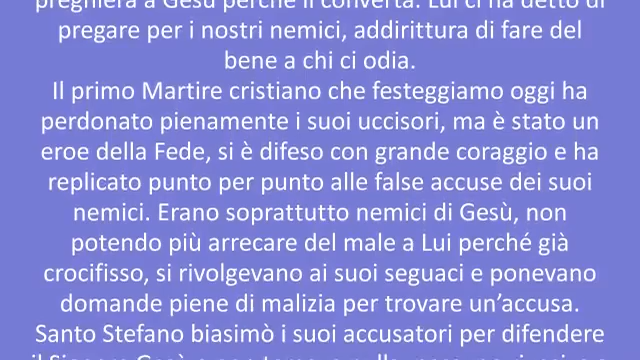 preghiera a Gesù perché li converta. Lui ci ha detto di
pregare per i nostri nemici, addirittura di fare del
bene a chi ci odia.
Il primo Martire cristiano che festeggiamo oggi ha
perdonato pienamente i suoi uccisori, ma è stato un
eroe della Fede, si è difeso con grande coraggio e ha
replicato punto per punto alle false accuse dei suoi
nemici. Erano soprattutto nemici di Gesù, non
potendo più arrecare del male a Lui perché già
crocifisso, si rivolgevano ai suoi seguaci e ponevano
domande piene di malizia per trovare un’accusa.
Santo Stefano biasimò i suoi accusatori per difendere
il Signore Gesù